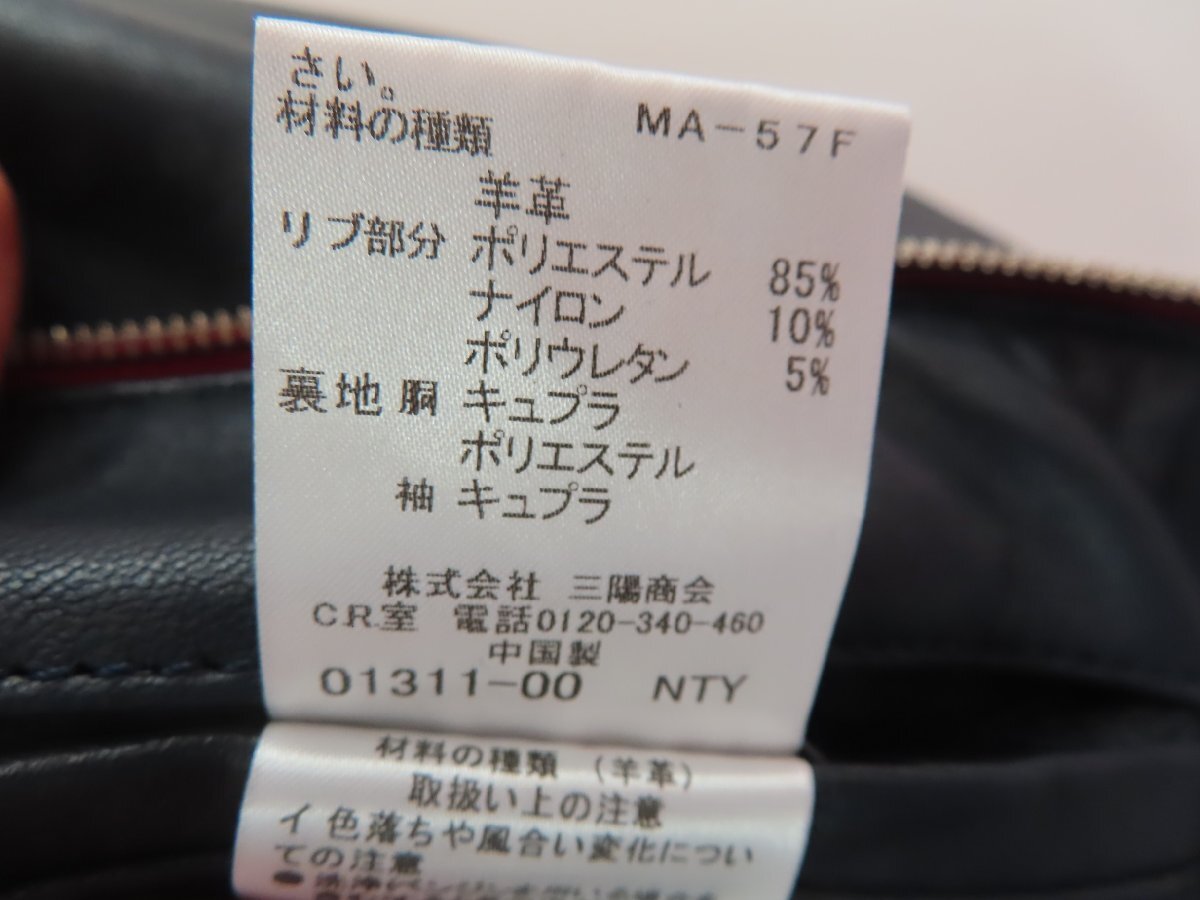 さい。
材料の種類 MA-57F
羊革
リブ部分 ポリエステル 85%
ナイロン 10%
ポリウレタン 5%
裏地 胴 キュプラ
ポリエステル
袖 キュプラ
株式会社 三陽商会
C.R.室 電話0120-340-460
中国製
01311-00 NTY
材料の種類 (羊革)
取扱い上の注意
イ 色落ちや風合い変化につい
ての注意